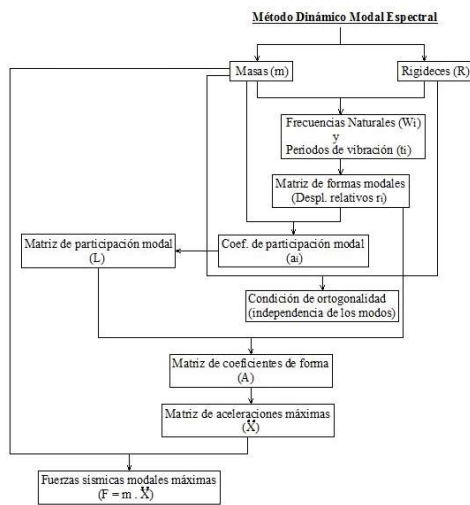 Método Dinámico Modal Espectral
Masas (m)
Rigideces (R)
Frecuencias Naturales (Wi)
y
Períodos de vibración (ti)
Matriz de formas modales
(Despl. relativos ri)
Matriz de participación modal
(L)
Coef. de participación modal
(ai)
Condición de ortogonalidad
(independencia de los modos)
Matriz de coeficientes de forma
(A)
Matriz de aceleraciones máximas
(Ẍ)
Fuerzas sísmicas modales máximas
(F = m . Ẍ)